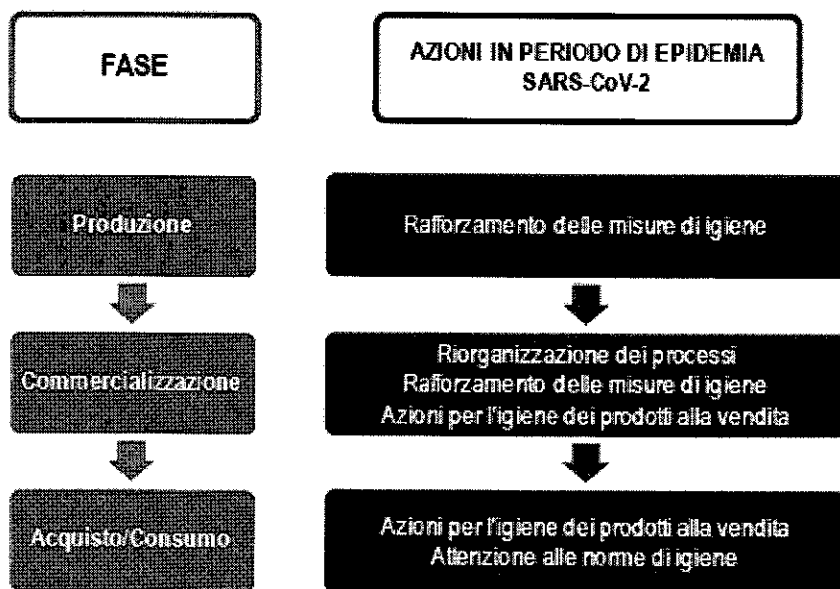 FASE
AZIONI IN PERIODO DI EPIDEMIA
SARS-CoV-2
Produzione
Rafforzamento delle misure di igiene
Commercializzazione
Riorganizzazione dei processi
Rafforzamento delle misure di igiene
Azioni per l'igiene dei prodotti alla vendita
Acquisto/Consumo
Azioni per l'igiene dei prodotti alla vendita
Attenzione alle norme di igiene